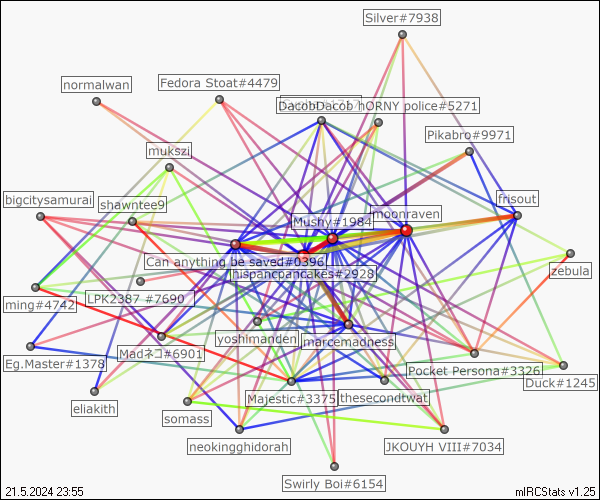 Silver#7938
normalwan
Fedora Stoat#4479
DacobDacob
hORNY police#5271
Pikabro#9971
mukszi
bigcitysamurai
shawntee9
frisout
moonraven
Mushy#1984
Can anything be saved#0396
hispancpancakes#2928
zebula
ming#4742
LPK2387 #7690
yoshimanden
marcemadness
Madネコ#6901
Eg.Master#1378
Pocket Persona#3326
Duck#1245
eliakith
Majestic#3375
thesecondtwat
somass
neokingghidorah
JKOUYH VIII#7034
Swirly Boi#6154
21.5.2024 23:55
mIRCStats v1.25